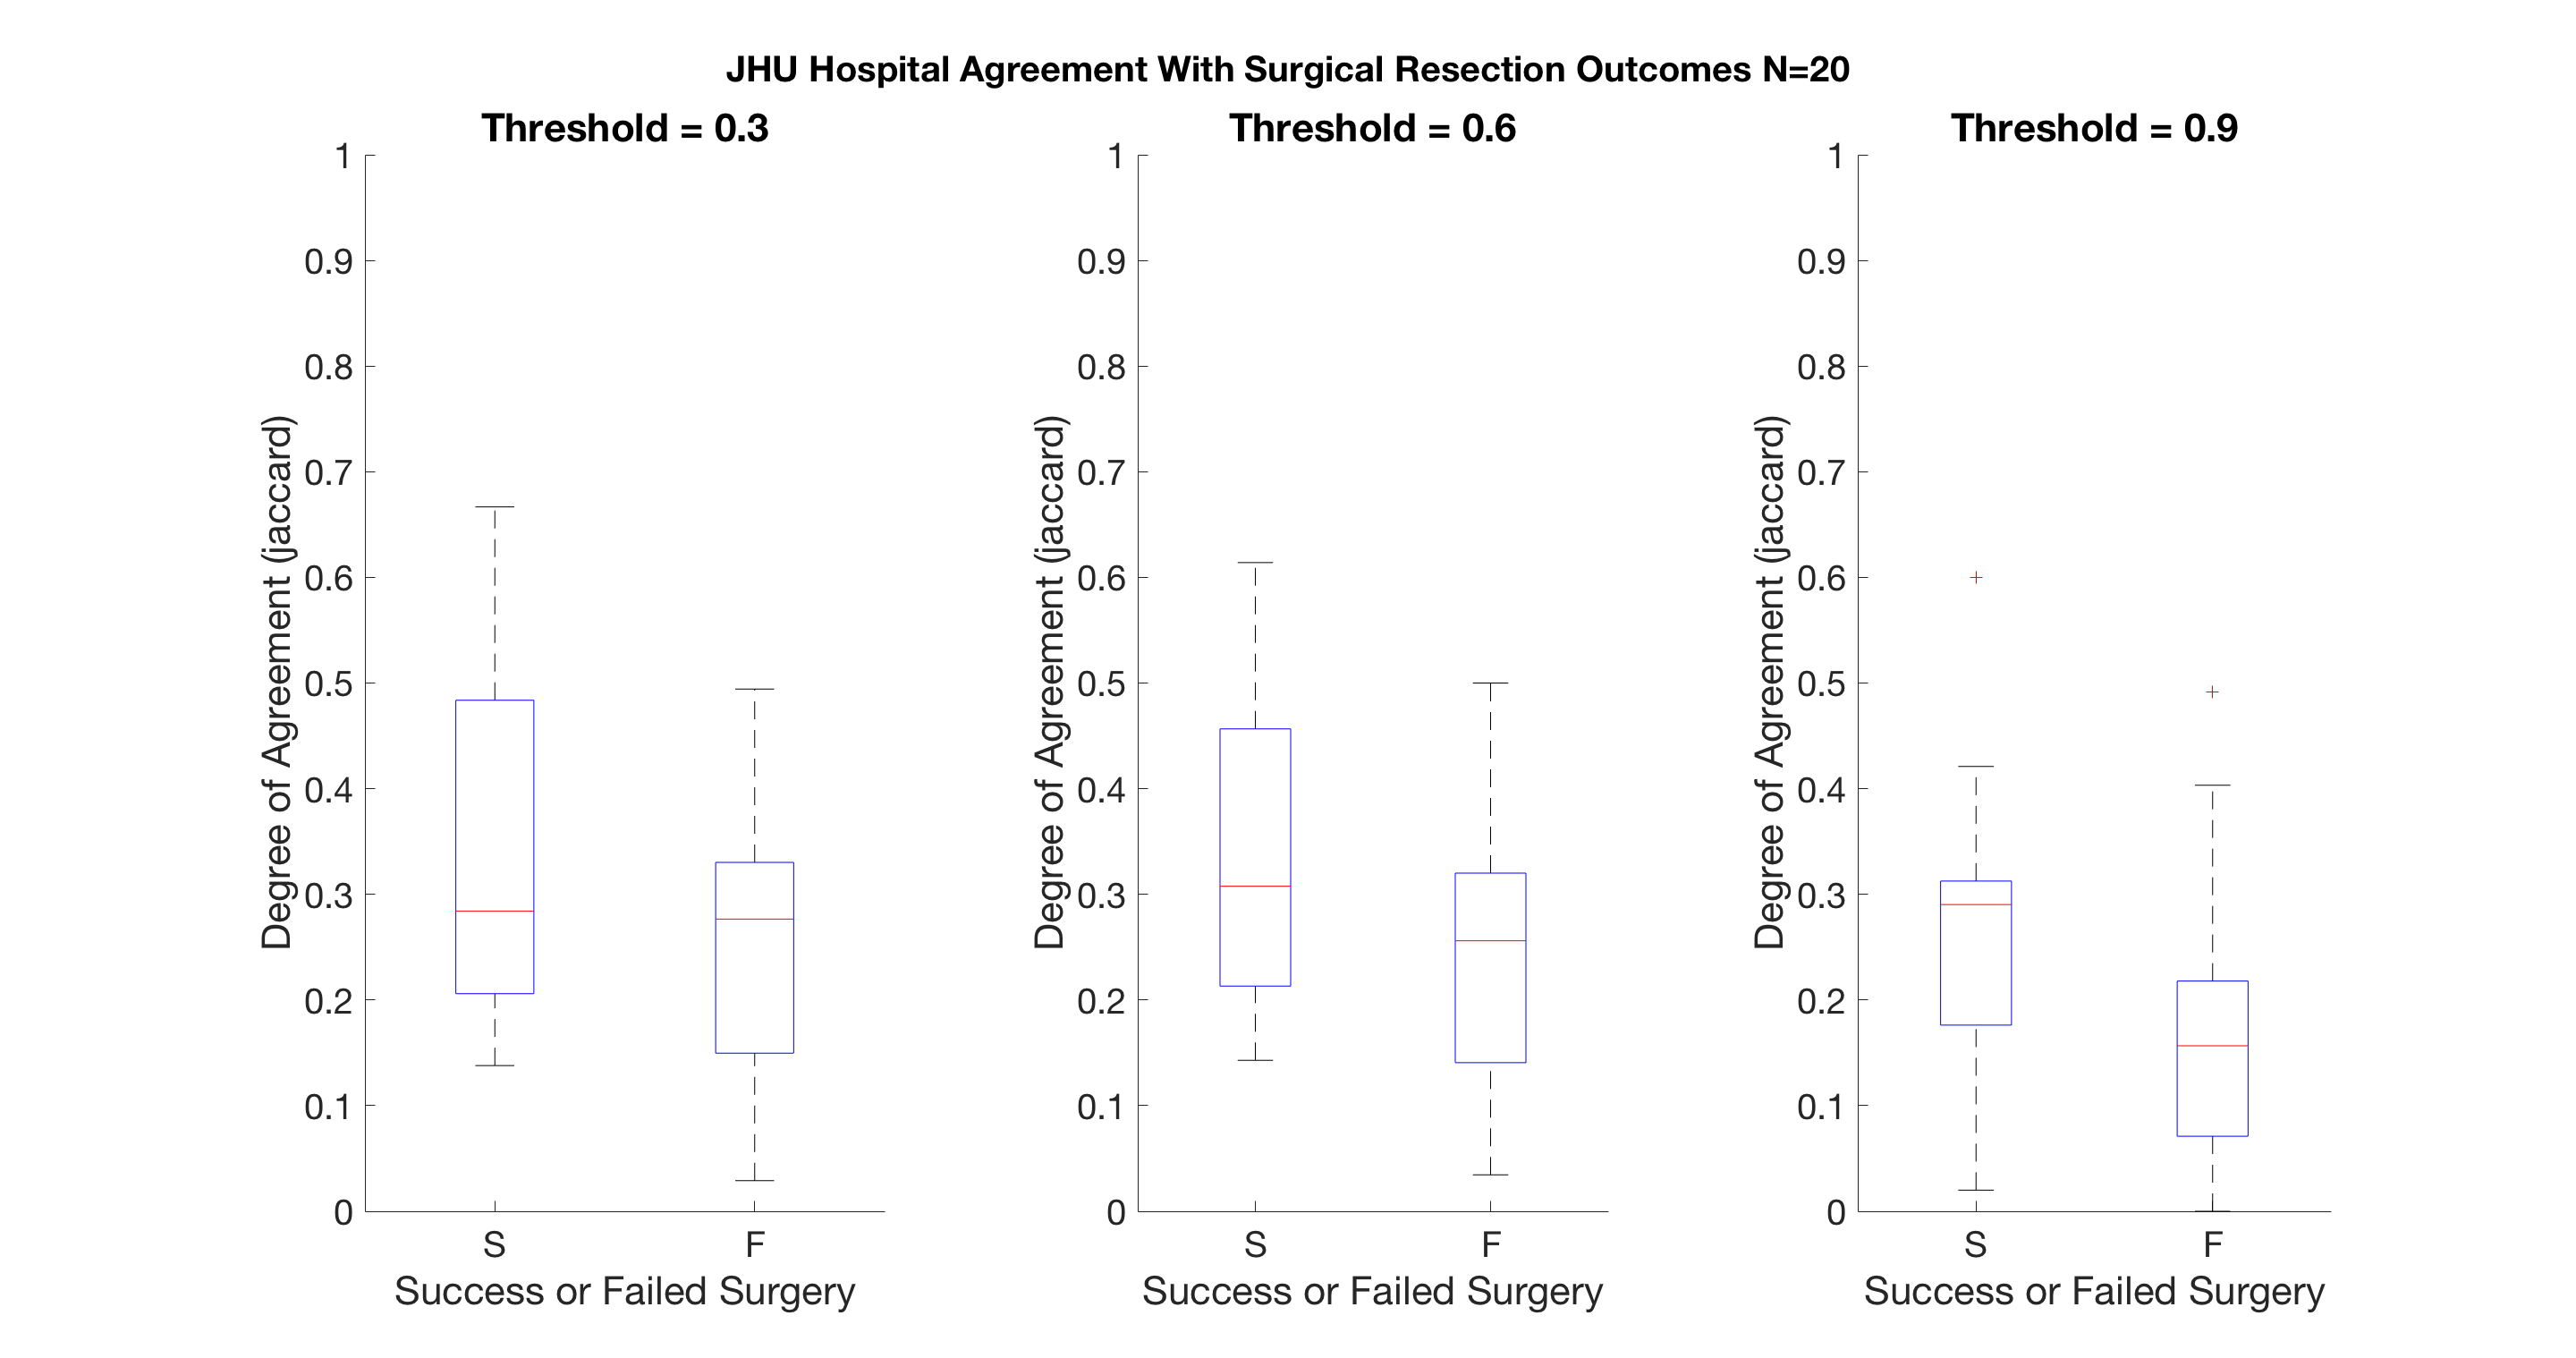 JHU Hospital Agreement With Surgical Resection Outcomes N=20
Threshold = 0.3
1
0.9
0.8
0.7
0.6
0.5
0.4
0.3
0.2
0.1
0
Degree of Agreement (jaccard)
S F
Success or Failed Surgery
Threshold = 0.6
1
0.9
0.8
0.7
0.6
0.5
0.4
0.3
0.2
0.1
0
Degree of Agreement (jaccard)
S F
Success or Failed Surgery
Threshold = 0.9
1
0.9
0.8
0.7
0.6
0.5
0.4
0.3
0.2
0.1
0
Degree of Agreement (jaccard)
S F
Success or Failed Surgery